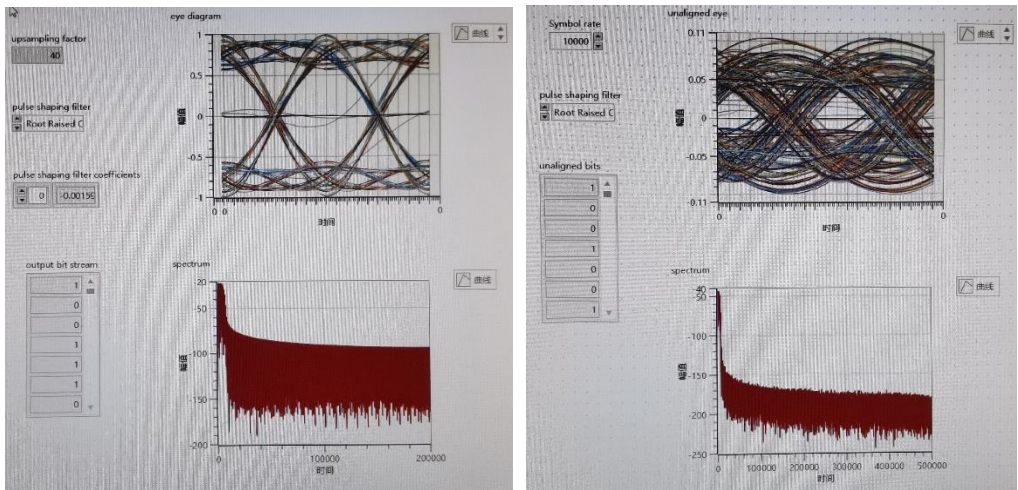 eye diagram
upsampling factor
40
曲线
1
0.5
0
-0.5
-1
幅值
0 0
0
时间
pulse shaping filter
Root Raised C
pulse shaping filter coefficients
0
-0.00159
output bit stream
1
0
0
1
1
1
0
spectrum
曲线
20
-50
-100
-150
-200
幅值
0
100000
200000
时间
unaligned eye
Symbol rate
10000
曲线
0.11
0.05
0
-0.05
-0.11
幅值
0
0
时间
pulse shaping filter
Root Raised C
unaligned bits
1
0
0
1
0
0
1
spectrum
曲线
40
-50
-100
-150
-200
-250
幅值
0
100000 200000 300000 400000 500000
时间